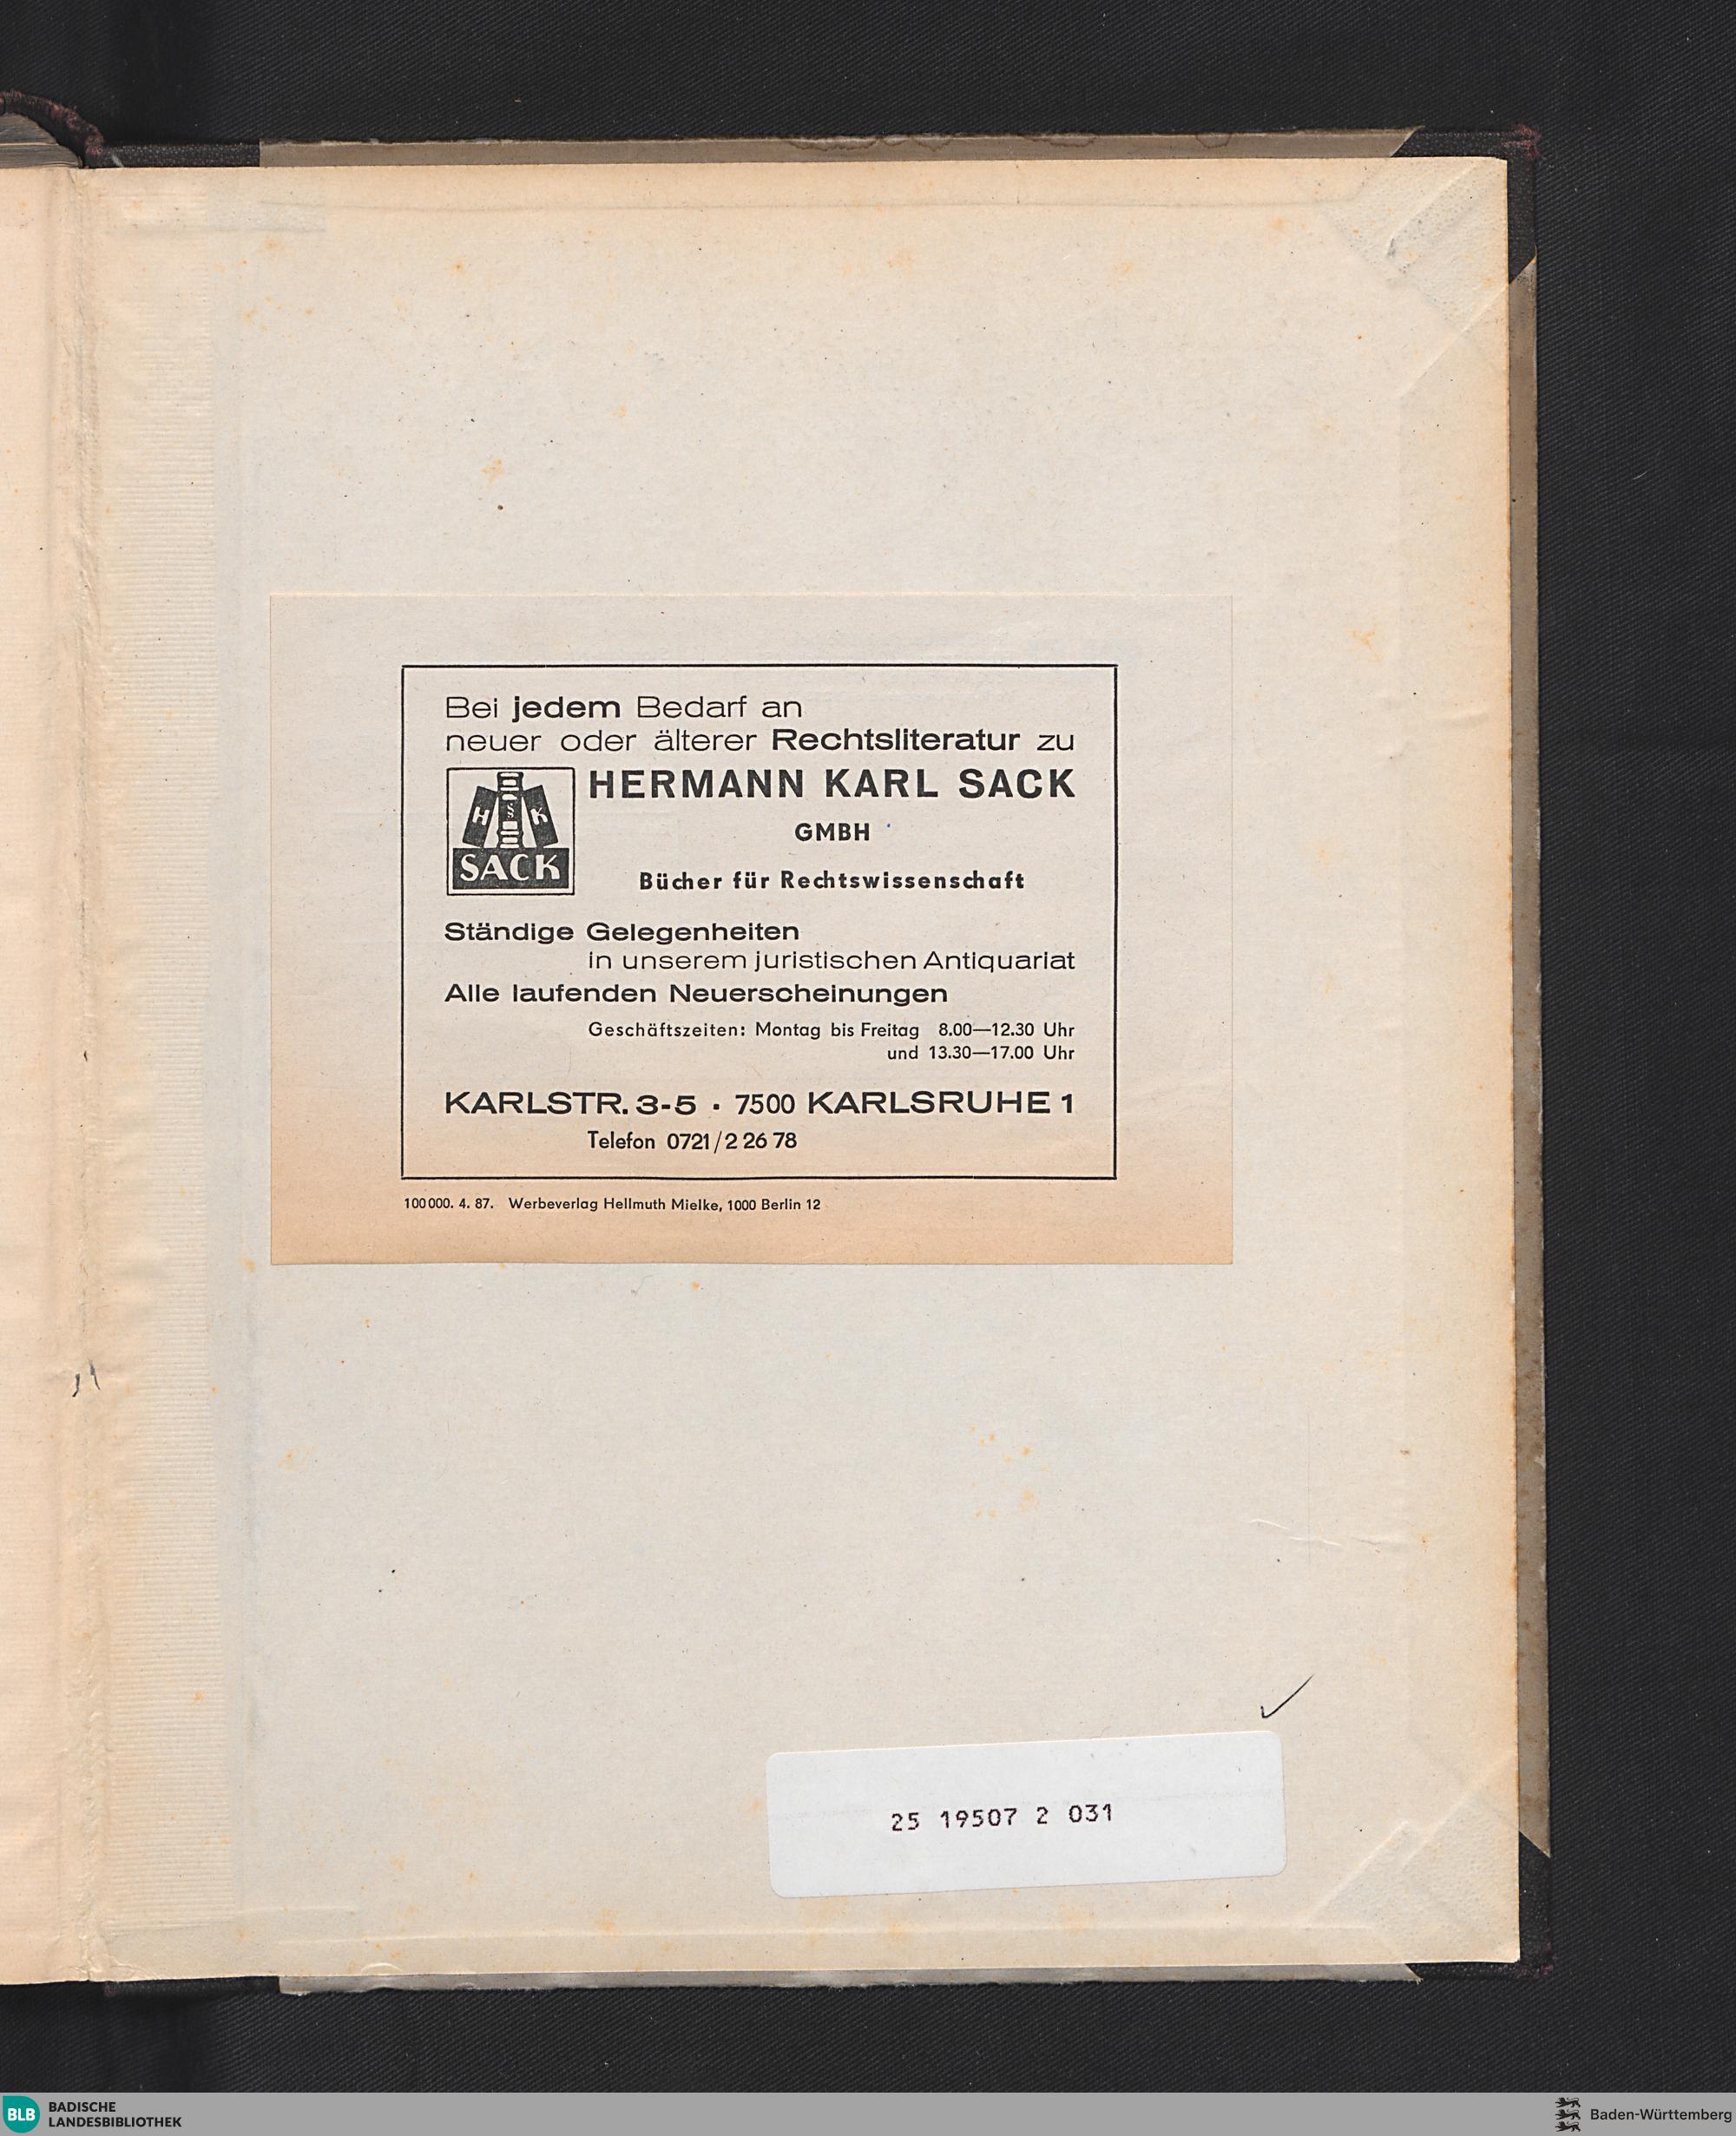 Bei jedem Bedarf an
neuer oder älterer Rechtsliteratur zu
HERMANN KARL SACK
GMBH
H § K
SACK
Bücher für Rechtswissenschaft
Ständige Gelegenheiten
in unserem juristischen Antiquariat
Alle laufenden Neuerscheinungen
Geschäftszeiten: Montag bis Freitag 8.00—12.30 Uhr
und 13.30—17.00 Uhr
KARLSTR. 3-5 · 7500 KARLSRUHE 1
Telefon 0721/2 26 78
100000. 4. 87. Werbeverlag Hellmuth Mielke, 1000 Berlin 12
25 19507 2 031
BLB BADISCHE
LANDESBIBLIOTHEK
Baden-Württemberg